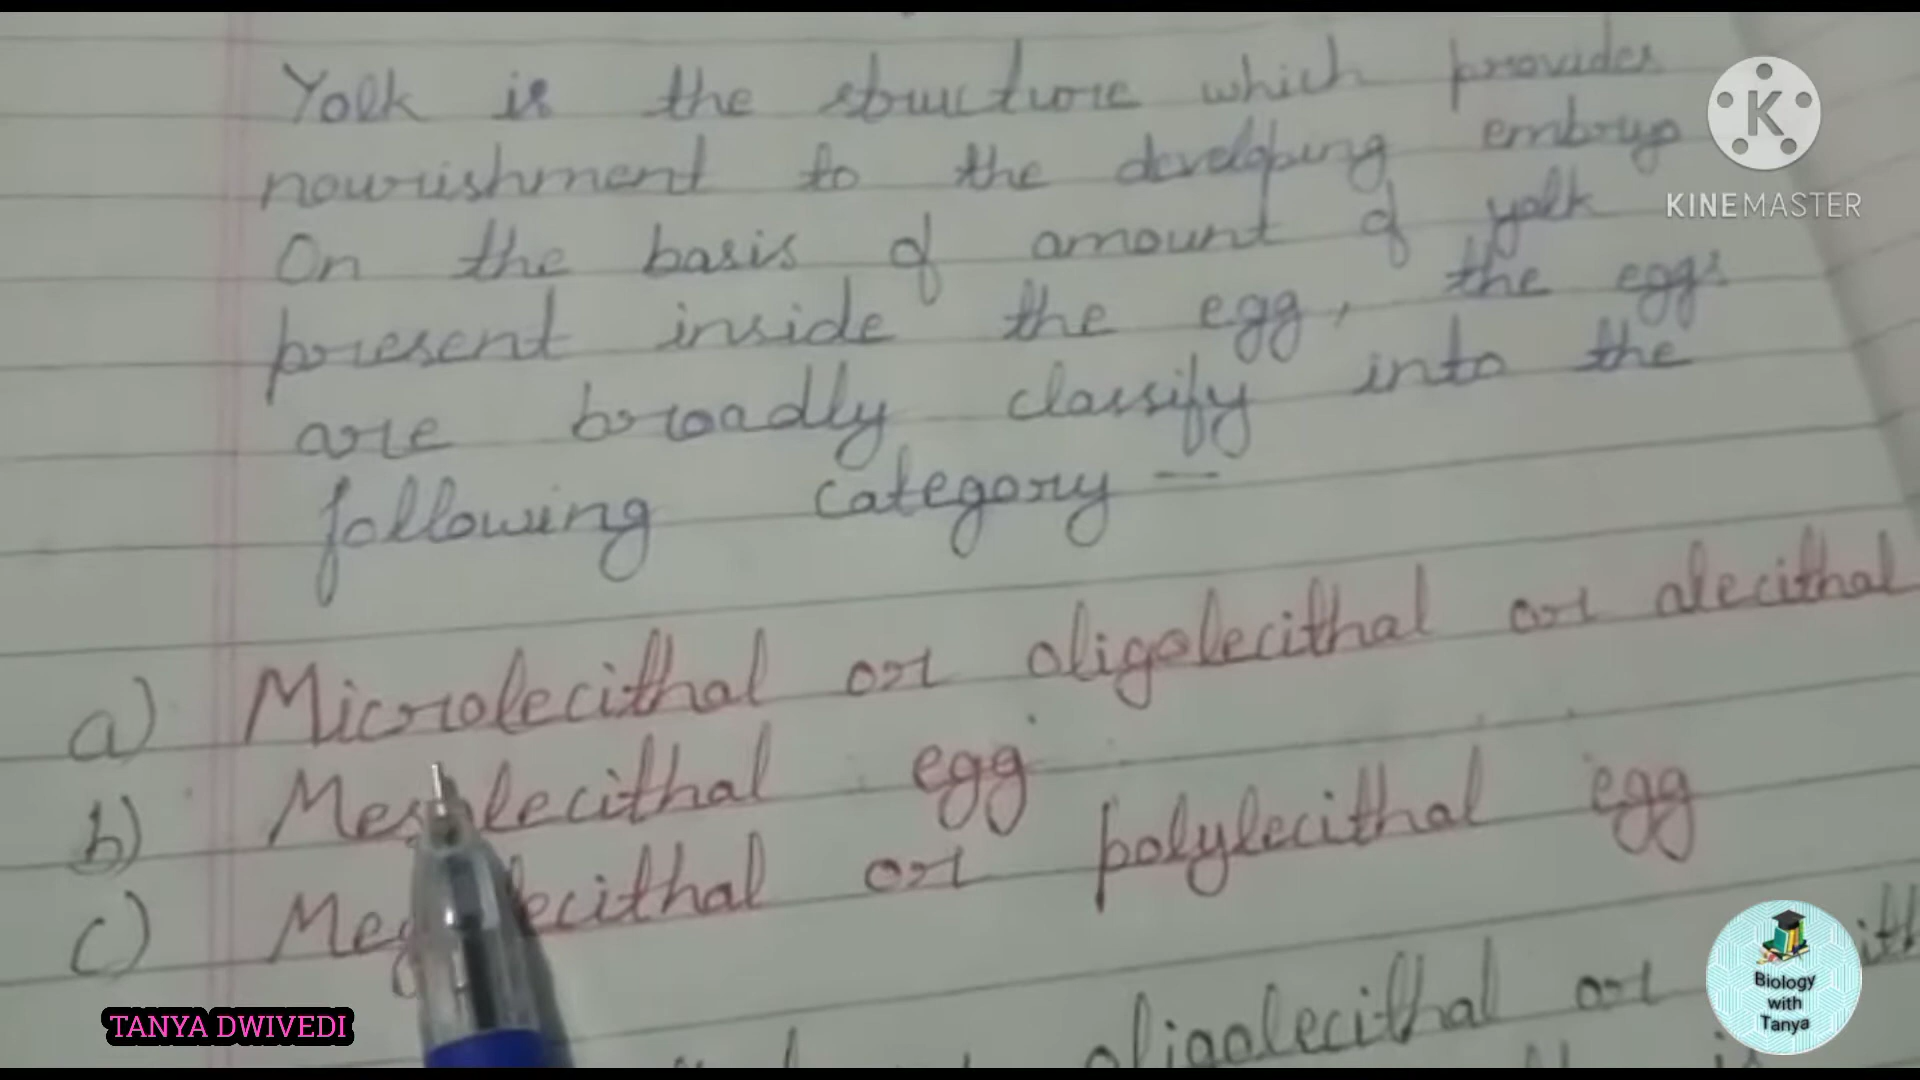 Yolk is the structure which provides
nourishment to the developing embryo
On the basis of amount of yolk
present inside the egg, the eggs
are broadly classify into the
following category -
a) Microlecithal or oligolecithal or alecithal
b) Mesolecithal egg
c) Megalecithal or polylecithal egg
oligolecithal or
K
KINEMASTER
TANYA DWIVEDI
Biology
with
Tanya